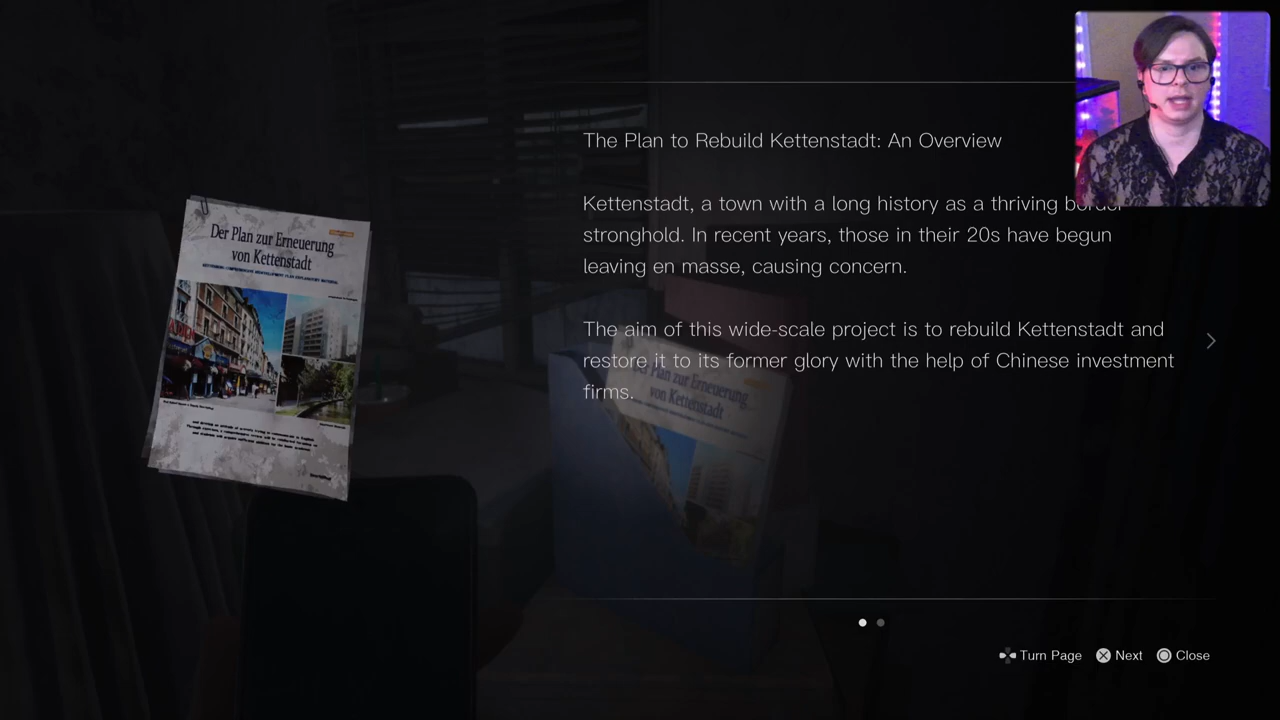 The Plan to Rebuild Kettenstadt: An Overview
Kettenstadt, a town with a long history as a thriving border
stronghold. In recent years, those in their 20s have begun
leaving en masse, causing concern.
The aim of this wide-scale project is to rebuild Kettenstadt and
restore it to its former glory with the help of Chinese investment
firms.
Der Plan zur Erneuerung
von Kettenstadt
Der Plan zur Erneuerung
von Kettenstadt
Turn Page
Next
Close